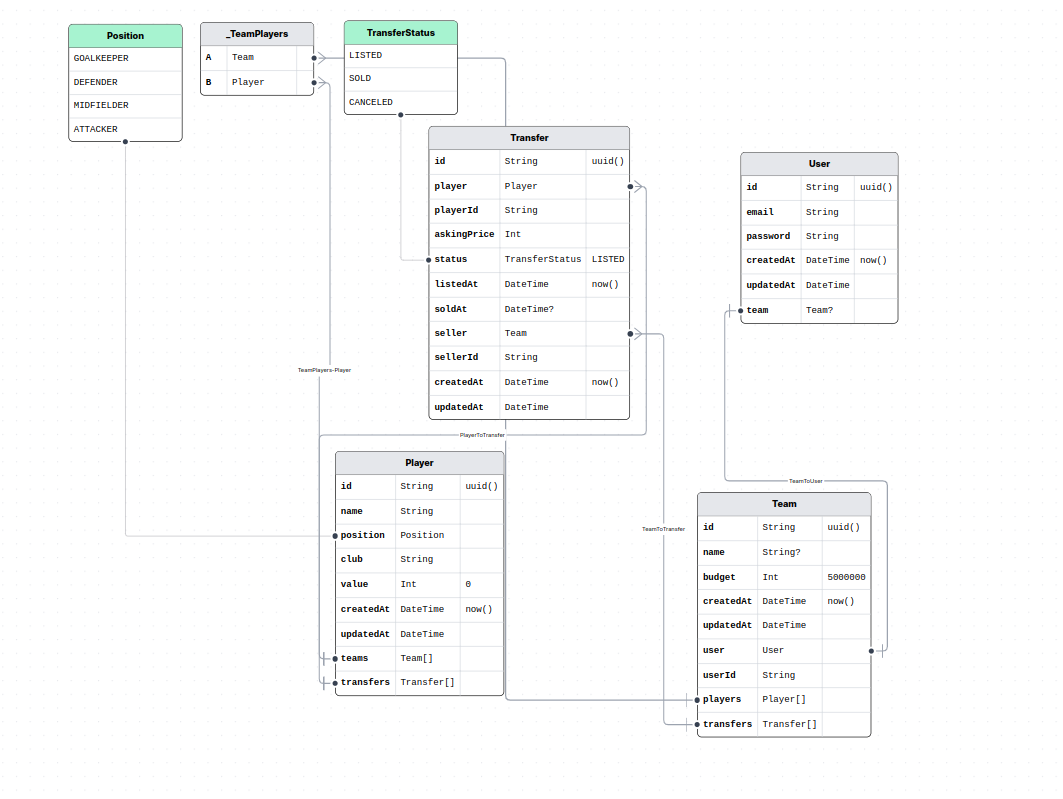 Position
GOALKEEPER
DEFENDER
MIDFIELDER
ATTACKER
_TeamPlayers
A Team
B Player
TransferStatus
LISTED
SOLD
CANCELED
Transfer
id String uuid()
player Player
playerId String
askingPrice Int
status TransferStatus LISTED
listedAt DateTime now()
soldAt DateTime?
seller Team
sellerId String
createdAt DateTime now()
updatedAt DateTime
User
id String uuid()
email String
password String
createdAt DateTime now()
updatedAt DateTime
team Team?
TeamPlayers-Player
PlayerToTransfer
Player
id String uuid()
name String
position Position
club String
value Int 0
createdAt DateTime now()
updatedAt DateTime
teams Team[]
transfers Transfer[]
TeamToUser
TeamToTransfer
Team
id String uuid()
name String?
budget Int 5000000
createdAt DateTime now()
updatedAt DateTime
user User
userId String
players Player[]
transfers Transfer[]